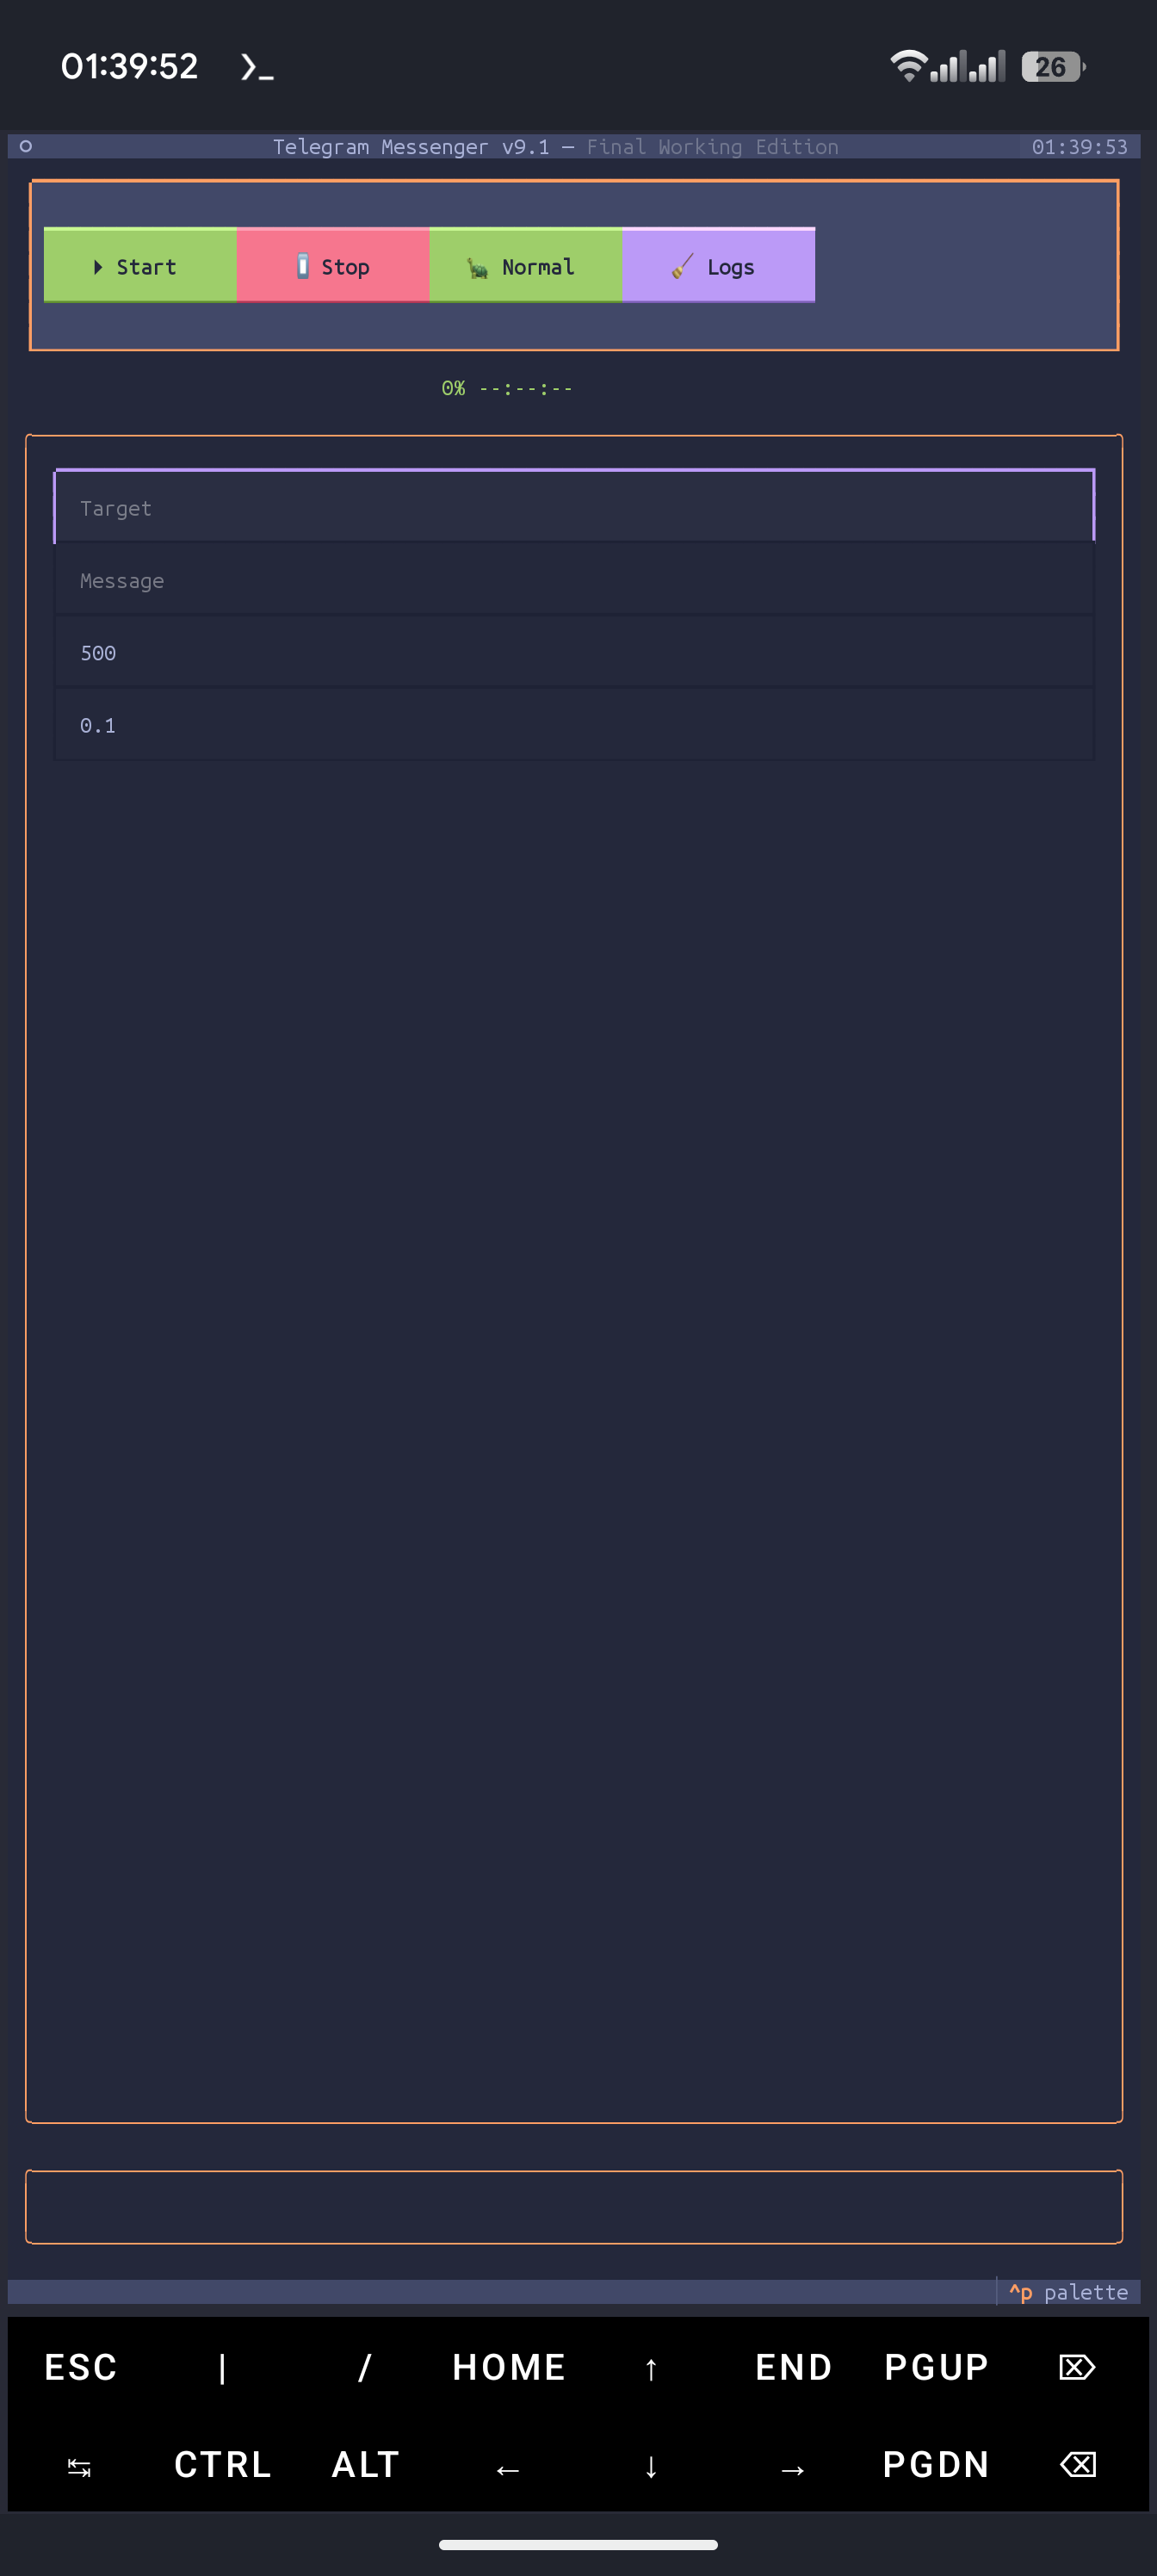 01:39:52 ❯_ 26
Telegram Messenger v9.1 — Final Working Edition 01:39:53
Start Stop Normal Logs
0% --:--:--
Target
Message
500
0.1
^p palette
ESC | / HOME ↑ END PGUP ⌦
↹ CTRL ALT ← ↓ → PGDN ⌫